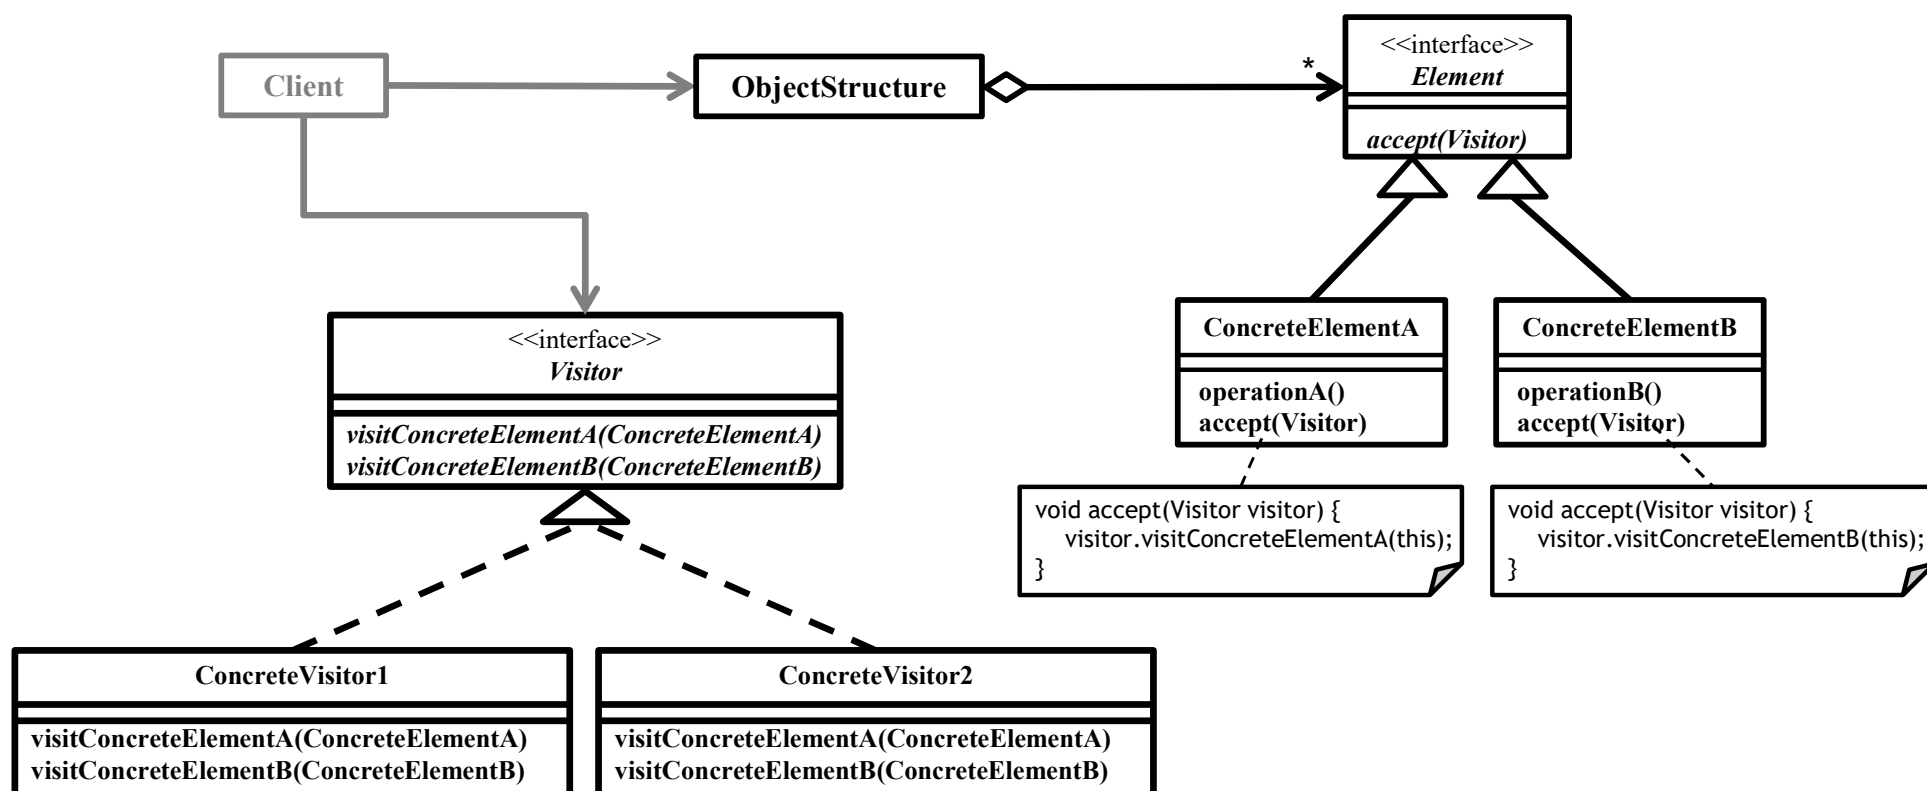 Client
ObjectStructure
*
<<interface>>
Element
accept(Visitor)
<<interface>>
Visitor
visitConcreteElementA(ConcreteElementA)
visitConcreteElementB(ConcreteElementB)
ConcreteElementA
operationA()
accept(Visitor)
ConcreteElementB
operationB()
accept(Visitor)
void accept(Visitor visitor) {
visitor.visitConcreteElementA(this);
}
void accept(Visitor visitor) {
visitor.visitConcreteElementB(this);
}
ConcreteVisitor1
visitConcreteElementA(ConcreteElementA)
visitConcreteElementB(ConcreteElementB)
ConcreteVisitor2
visitConcreteElementA(ConcreteElementA)
visitConcreteElementB(ConcreteElementB)